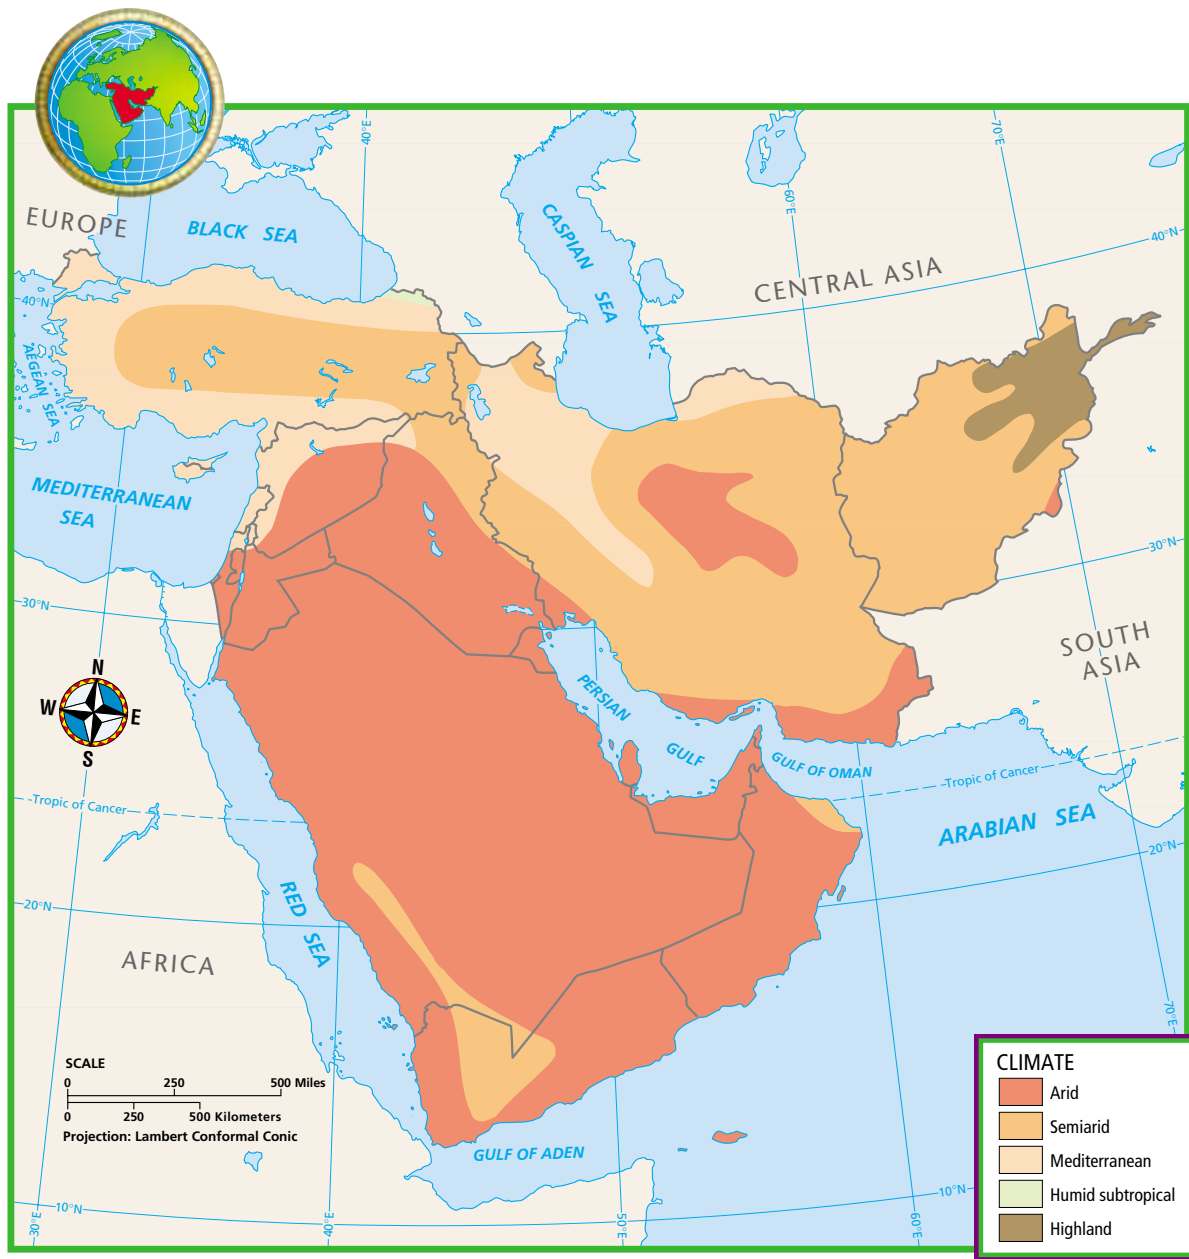 40°E
70°E
60°E
EUROPE
BLACK SEA
CASPIAN
SEA
40°N
CENTRAL ASIA
40°N
AEGEAN SEA
MEDITERRANEAN
SEA
30°N
30°N
SOUTH
ASIA
N
W
E
S
PERSIAN
GULF
GULF OF OMAN
Tropic of Cancer
Tropic of Cancer
ARABIAN SEA
20°N
20°N
RED SEA
AFRICA
70°E
SCALE
0 250 500 Miles
0 250 500 Kilometers
Projection: Lambert Conformal Conic
GULF OF ADEN
10°N
10°N
30°E
40°E
50°E
60°E
CLIMATE
Arid
Semiarid
Mediterranean
Humid subtropical
Highland